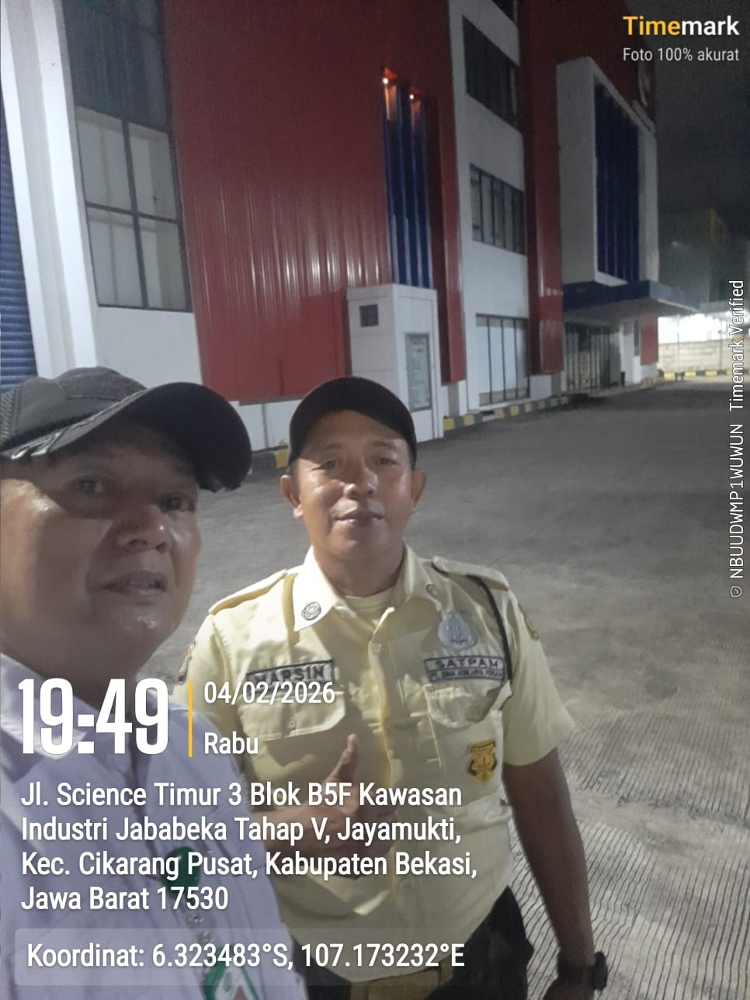 Timemark
Foto 100% akurat
NBUUDWMP1WUWUN Timemark Verified
MARSIN
SATPAM
19:49
04/02/2026
Rabu
Jl. Science Timur 3 Blok B5F Kawasan
Industri Jababeka Tahap V, Jayamukti,
Kec. Cikarang Pusat, Kabupaten Bekasi,
Jawa Barat 17530
Koordinat: 6.323483°S, 107.173232°E